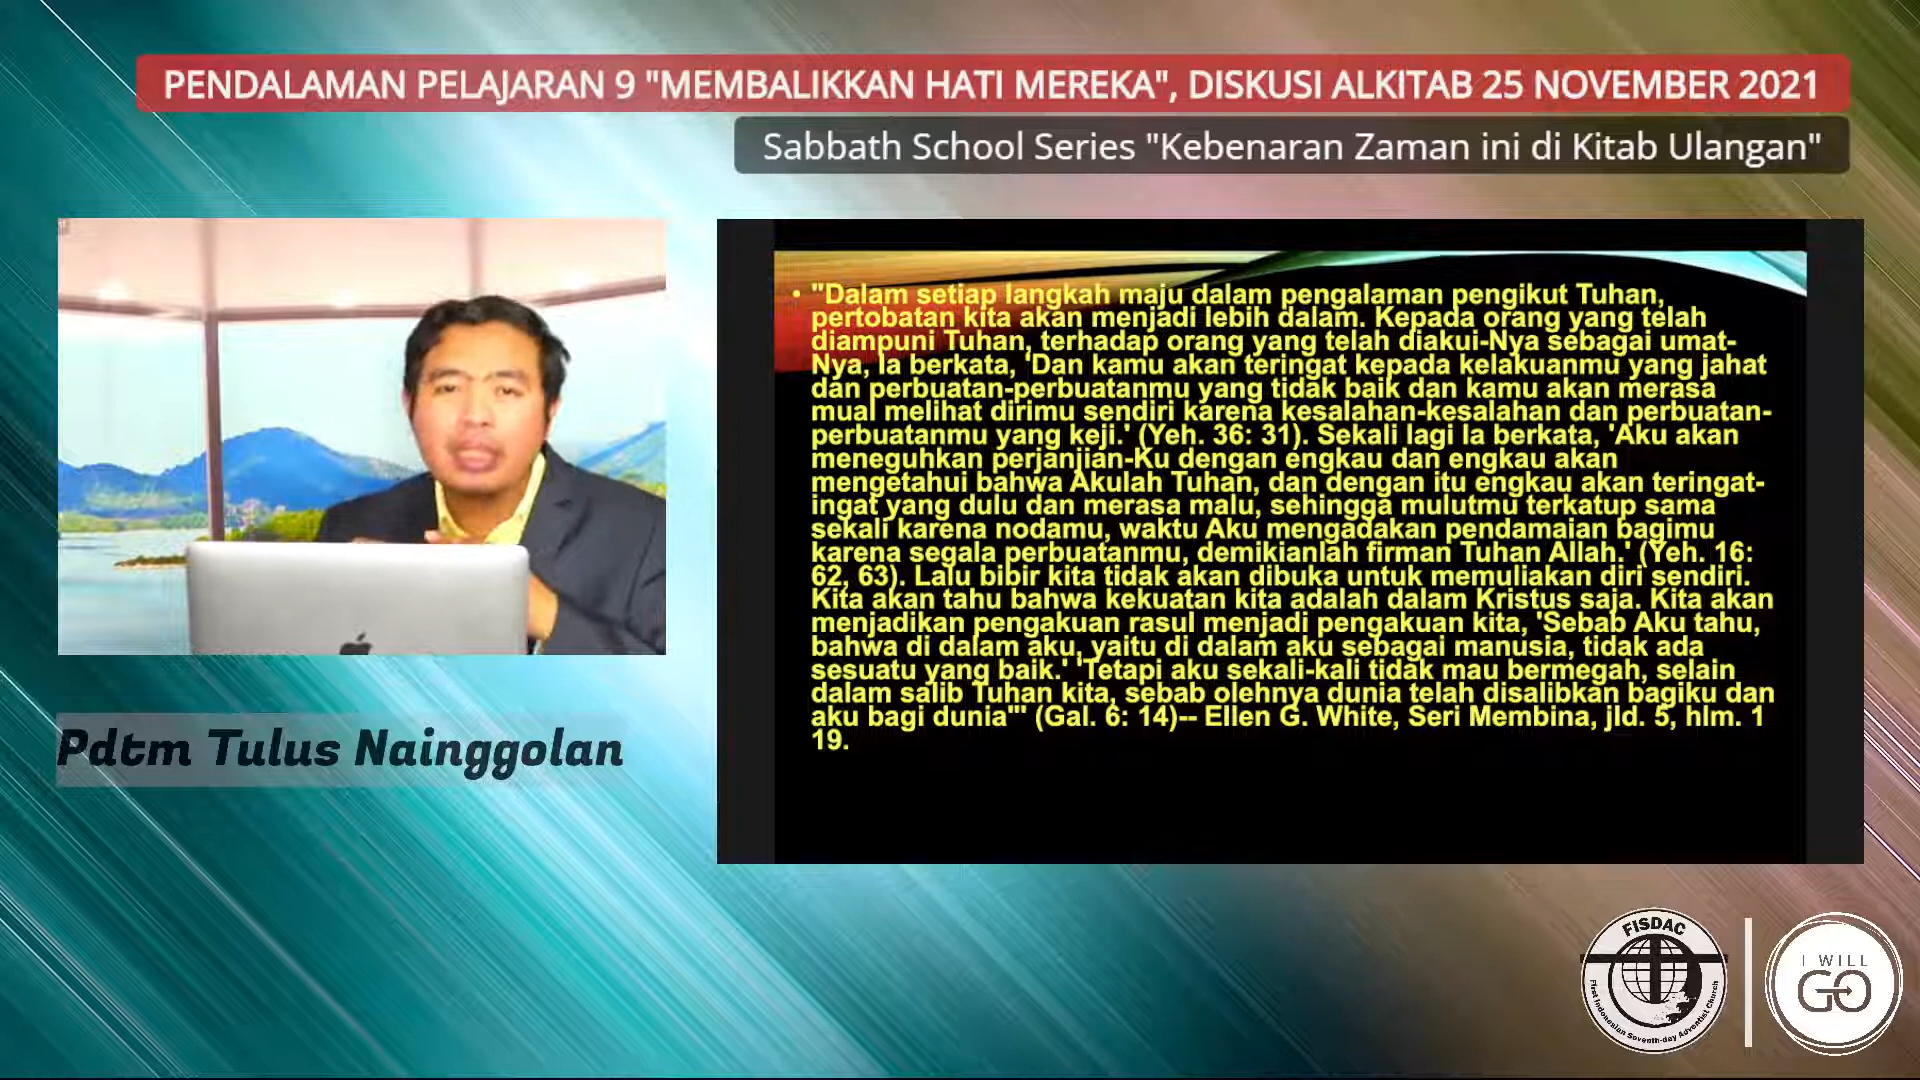 PENDALAMAN PELAJARAN 9 "MEMBALIKKAN HATI MEREKA", DISKUSI ALKITAB 25 NOVEMBER 2021
Sabbath School Series "Kebenaran Zaman ini di Kitab Ulangan"
• "Dalam setiap langkah maju dalam pengalaman pengikut Tuhan,
pertobatan kita akan menjadi lebih dalam. Kepada orang yang telah
diampuni Tuhan, terhadap orang yang telah diakui-Nya sebagai umat-
Nya, Ia berkata, 'Dan kamu akan teringat kepada kelakuanmu yang jahat
dan perbuatan-perbuatanmu yang tidak baik dan kamu akan merasa
mual melihat dirimu sendiri karena kesalahan-kesalahan dan perbuatan-
perbuatanmu yang keji.' (Yeh. 36: 31). Sekali lagi Ia berkata, 'Aku akan
meneguhkan perjanjian-Ku dengan engkau dan engkau akan
mengetahui bahwa Akulah Tuhan, dan dengan itu engkau akan teringat-
ingat yang dulu dan merasa malu, sehingga mulutmu terkatup sama
sekali karena nodamu, waktu Aku mengadakan pendamaian bagimu
karena segala perbuatanmu, demikianlah firman Tuhan Allah.' (Yeh. 16:
62, 63). Lalu bibir kita tidak akan dibuka untuk memuliakan diri sendiri.
Kita akan tahu bahwa kekuatan kita adalah dalam Kristus saja. Kita akan
menjadikan pengakuan rasul menjadi pengakuan kita, 'Sebab Aku tahu,
bahwa di dalam aku, yaitu di dalam aku sebagai manusia, tidak ada
sesuatu yang baik.' 'Tetapi aku sekali-kali tidak mau bermegah, selain
dalam salib Tuhan kita, sebab olehnya dunia telah disalibkan bagiku dan
aku bagi dunia'" (Gal. 6: 14)-- Ellen G. White, Seri Membina, jld. 5, hlm. 1
19.
Pdtm Tulus Nainggolan
FISDAC
First Indonesian Seventh-day Adventist Church
I WILL
GO